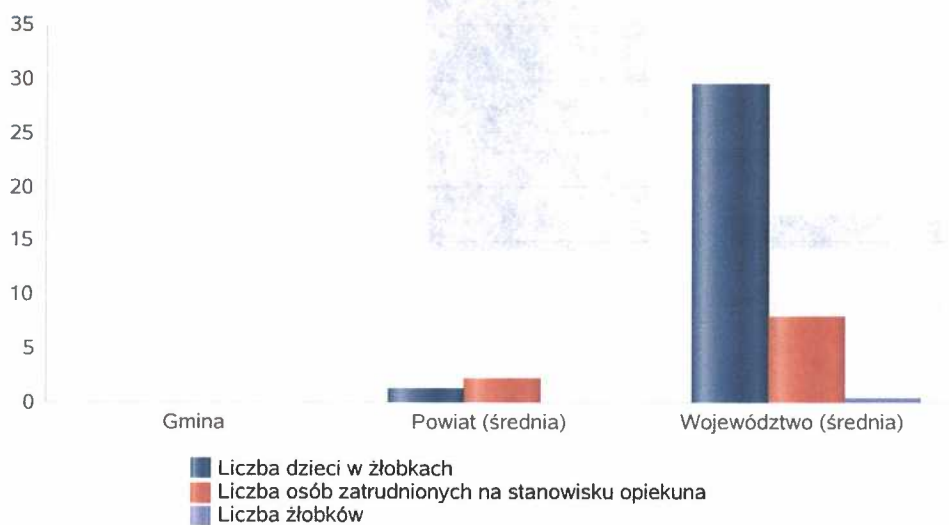 35
30
25
20
15
10
5
0
Gmina Powiat (średnia) Województwo (średnia)
Liczba dzieci w żłobkach
Liczba osób zatrudnionych na stanowisku opiekuna
Liczba żłobków